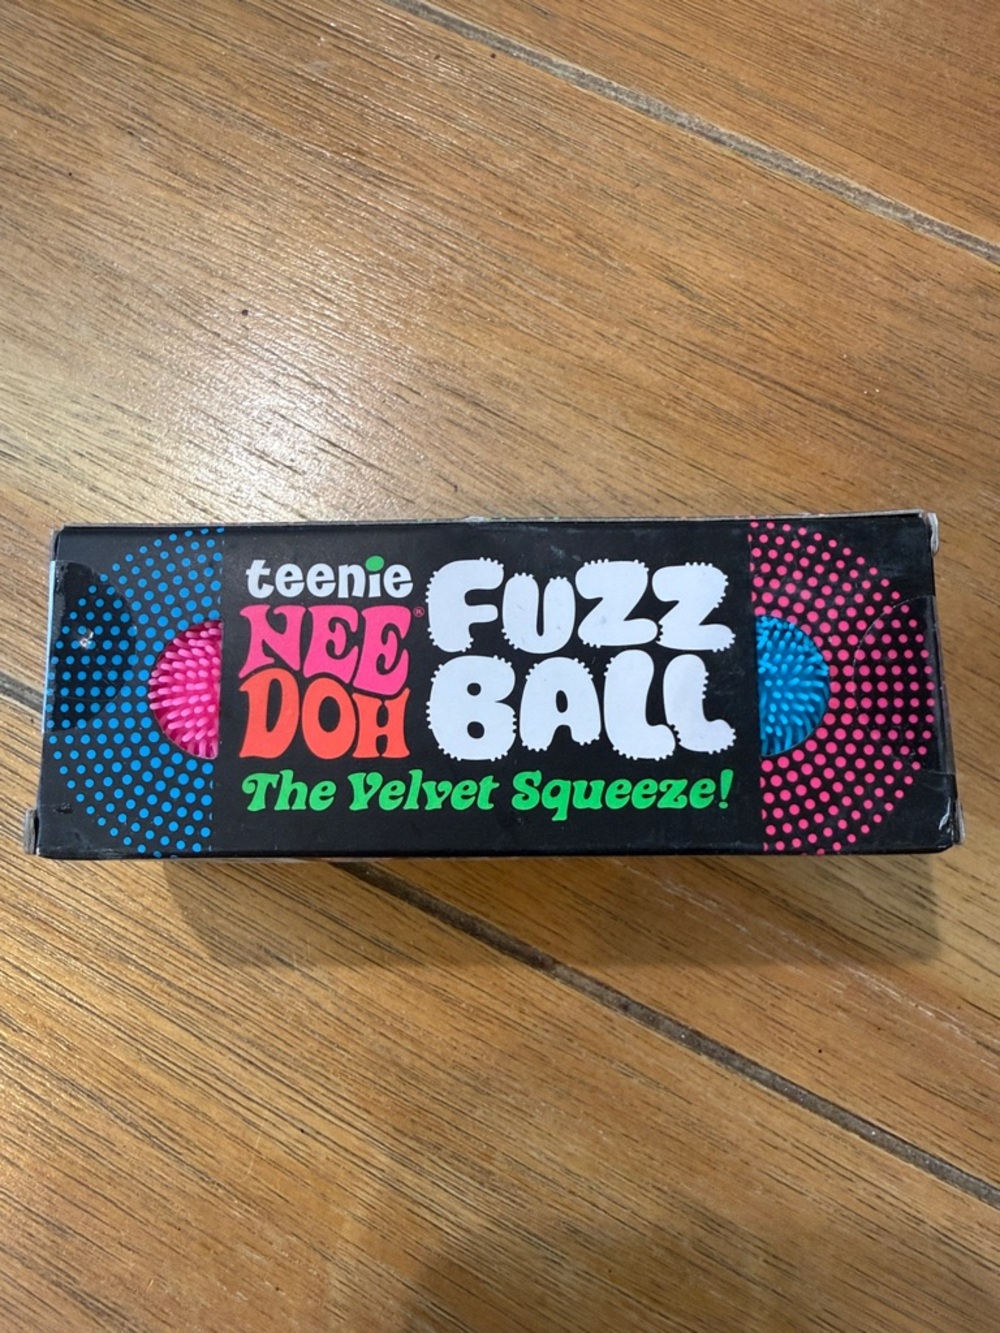 teenie
NEE
DOH®
FUZZ
BALL
The Velvet Squeeze!